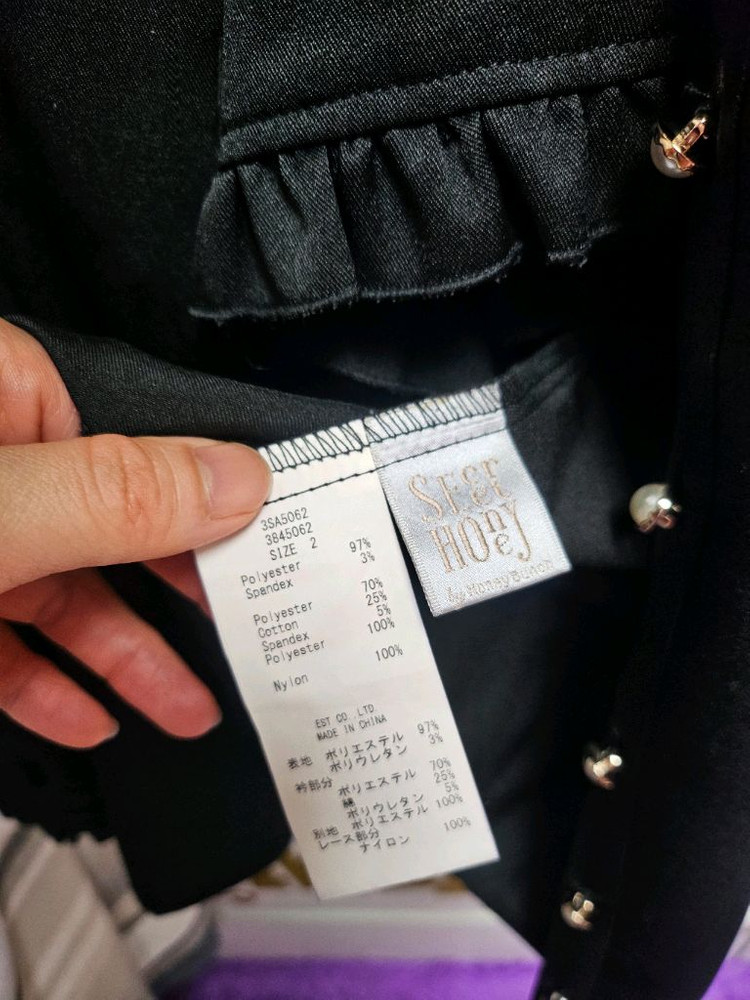 3SA5062
3845062
SIZE 2
Polyester 97%
Spandex 3%
Polyester 70%
Cotton 25%
Spandex 5%
Polyester 100%
Nylon 100%
EST CO.,LTD
MADE IN CHINA
表地 ポリエステル 97%
ポリウレタン 3%
衿部分 ポリエステル 70%
綿 25%
ポリウレタン 5%
別地 ポリエステル 100%
レース部分
ナイロン 100%
Honey
by Honey Bunch